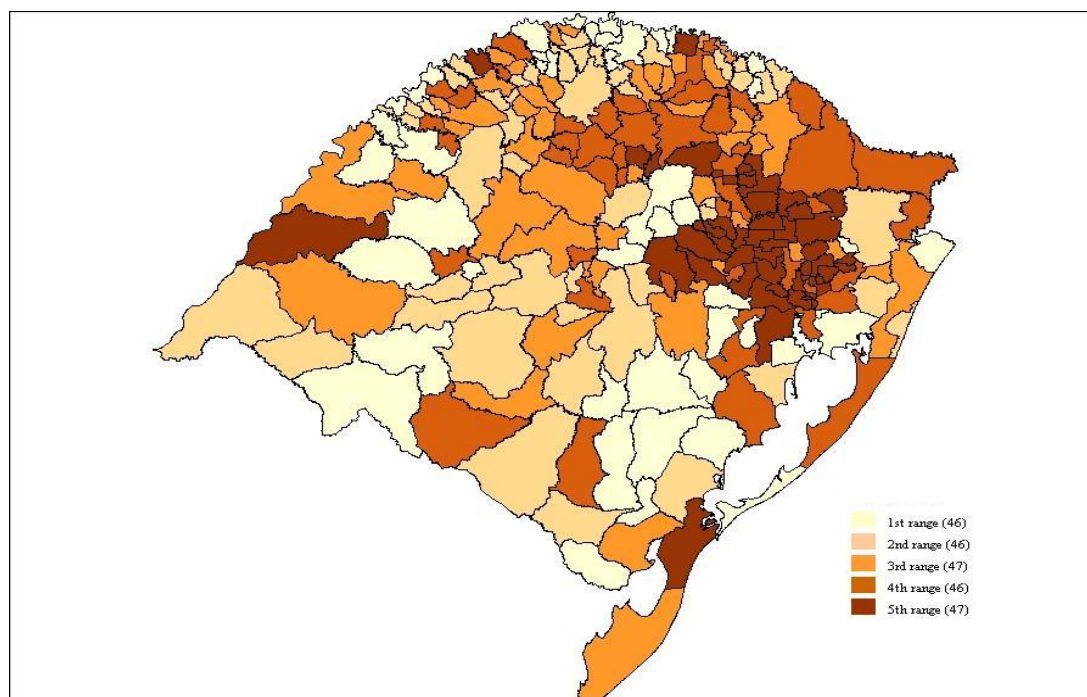 1st range (46)
2nd range (46)
3rd range (47)
4th range (46)
5th range (47)